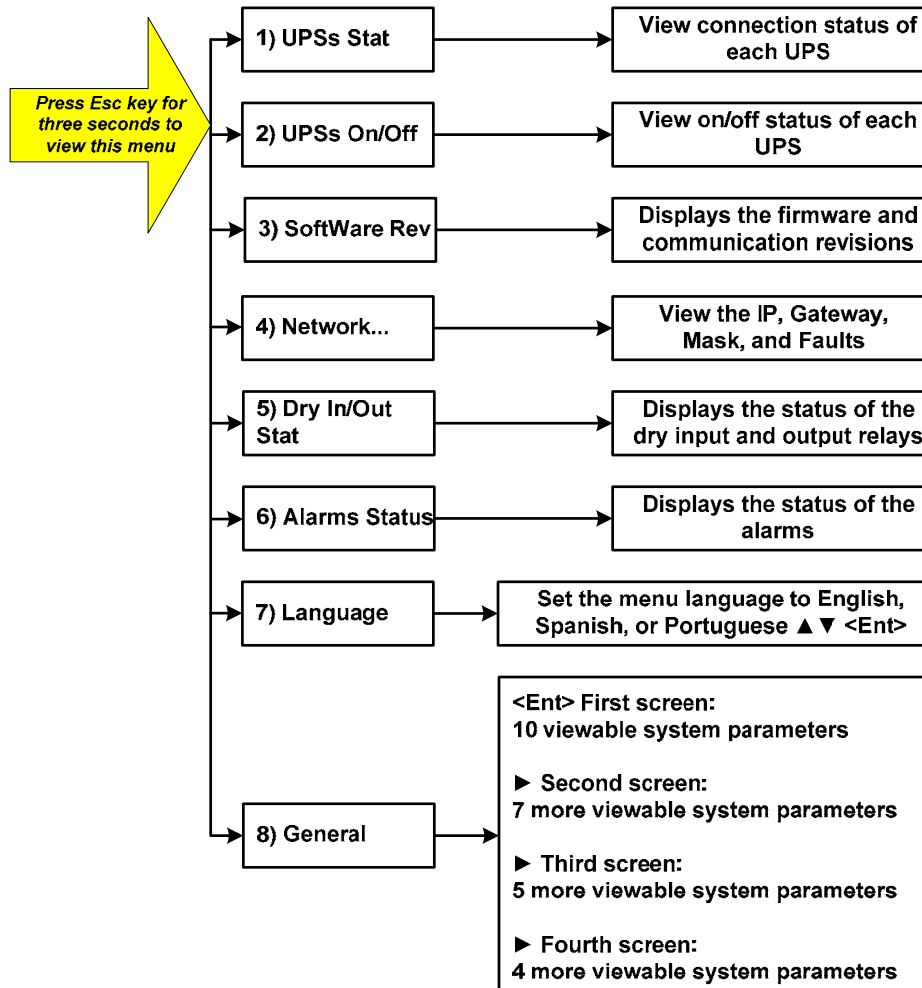 Press Esc key for
three seconds to
view this menu
1) UPSs Stat
View connection status of
each UPS
2) UPSs On/Off
View on/off status of each
UPS
3) SoftWare Rev
Displays the firmware and
communication revisions
4) Network...
View the IP, Gateway,
Mask, and Faults
5) Dry In/Out
Stat
Displays the status of the
dry input and output relays
6) Alarms Status
Displays the status of the
alarms
7) Language
Set the menu language to English,
Spanish, or Portuguese ▲▼ <Ent>
8) General
<Ent> First screen:
10 viewable system parameters
► Second screen:
7 more viewable system parameters
► Third screen:
5 more viewable system parameters
► Fourth screen:
4 more viewable system parameters